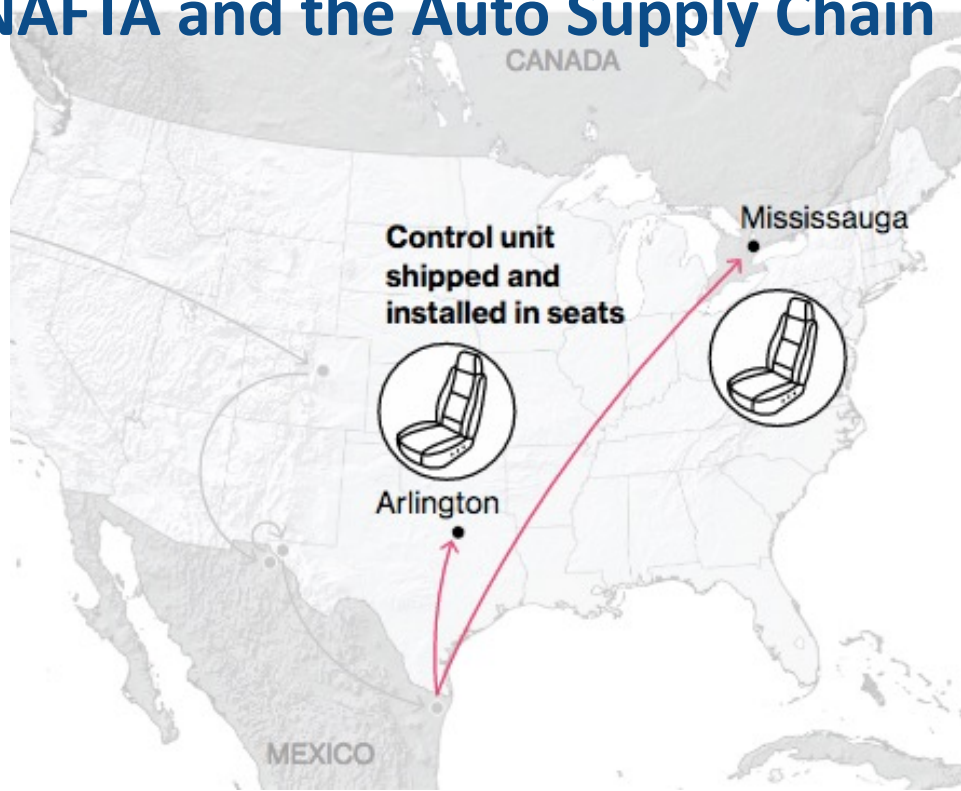 NAFTA and the Auto Supply Chain
CANADA
Mississauga
Control unit
shipped and
installed in seats
Arlington
MEXICO